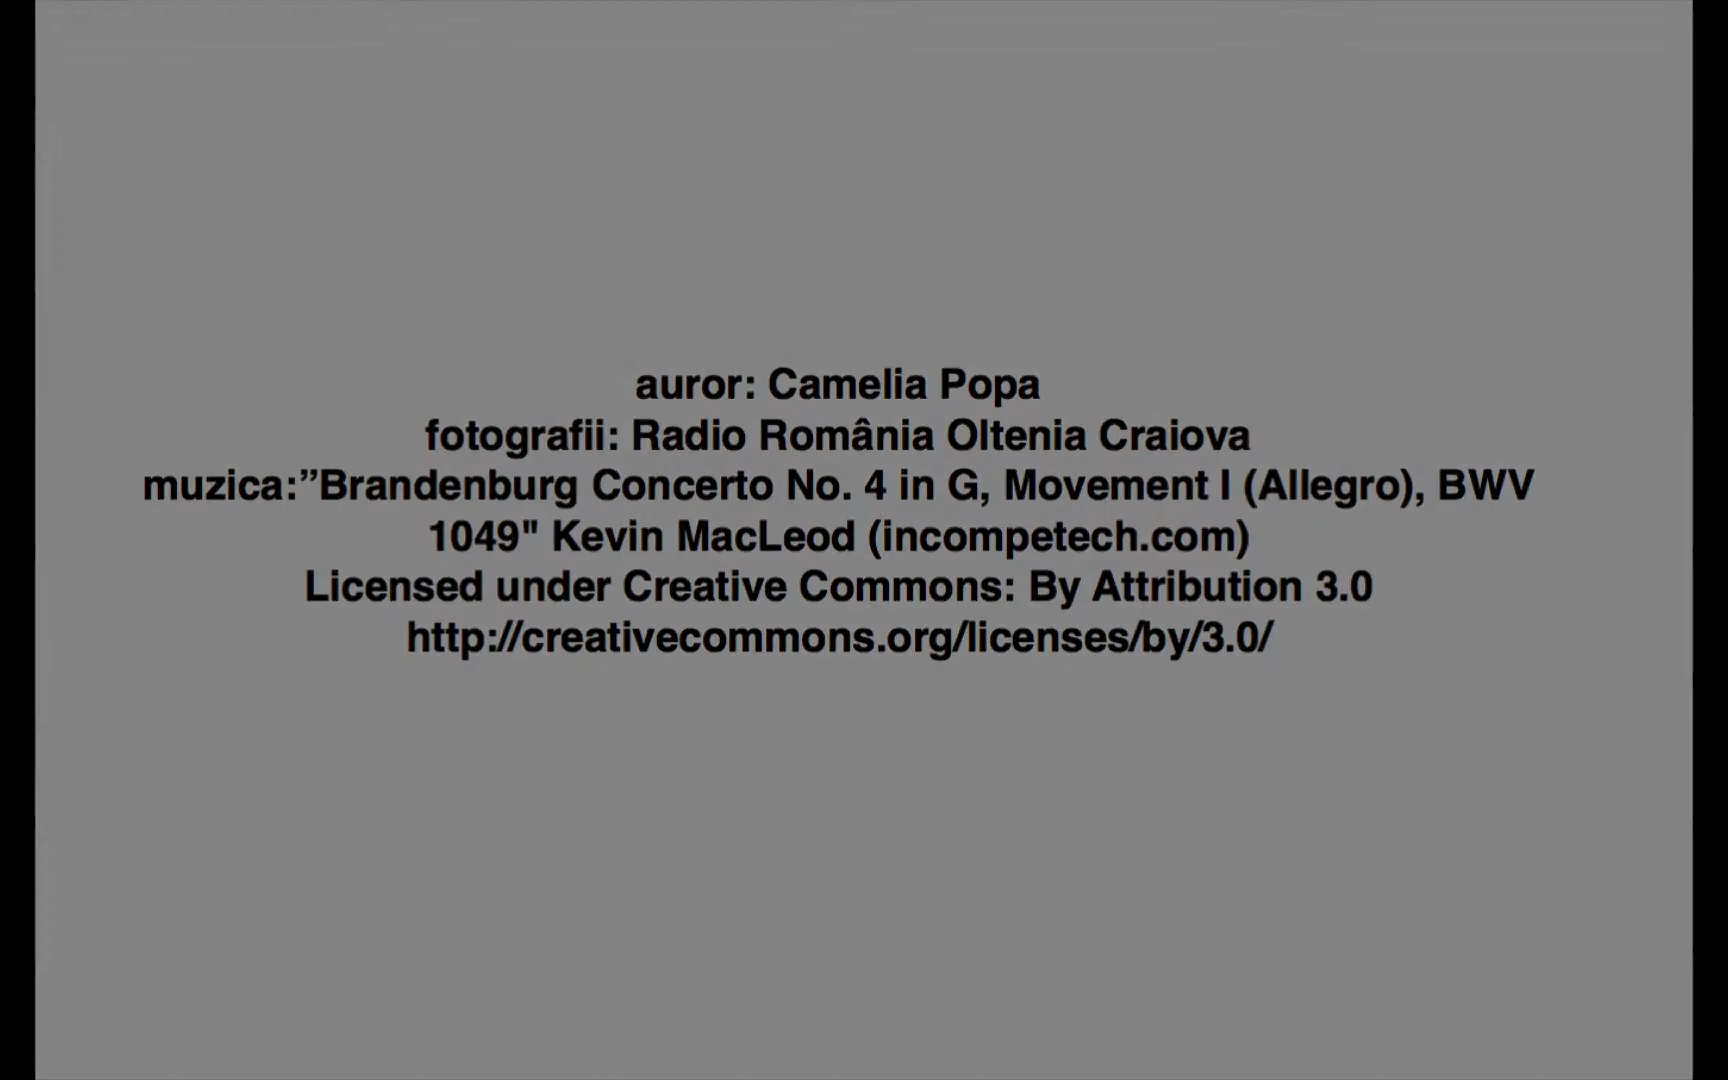 auror: Camelia Popa
fotografii: Radio România Oltenia Craiova
muzica:”Brandenburg Concerto No. 4 in G, Movement I (Allegro), BWV
1049" Kevin MacLeod (incompetech.com)
Licensed under Creative Commons: By Attribution 3.0
http://creativecommons.org/licenses/by/3.0/